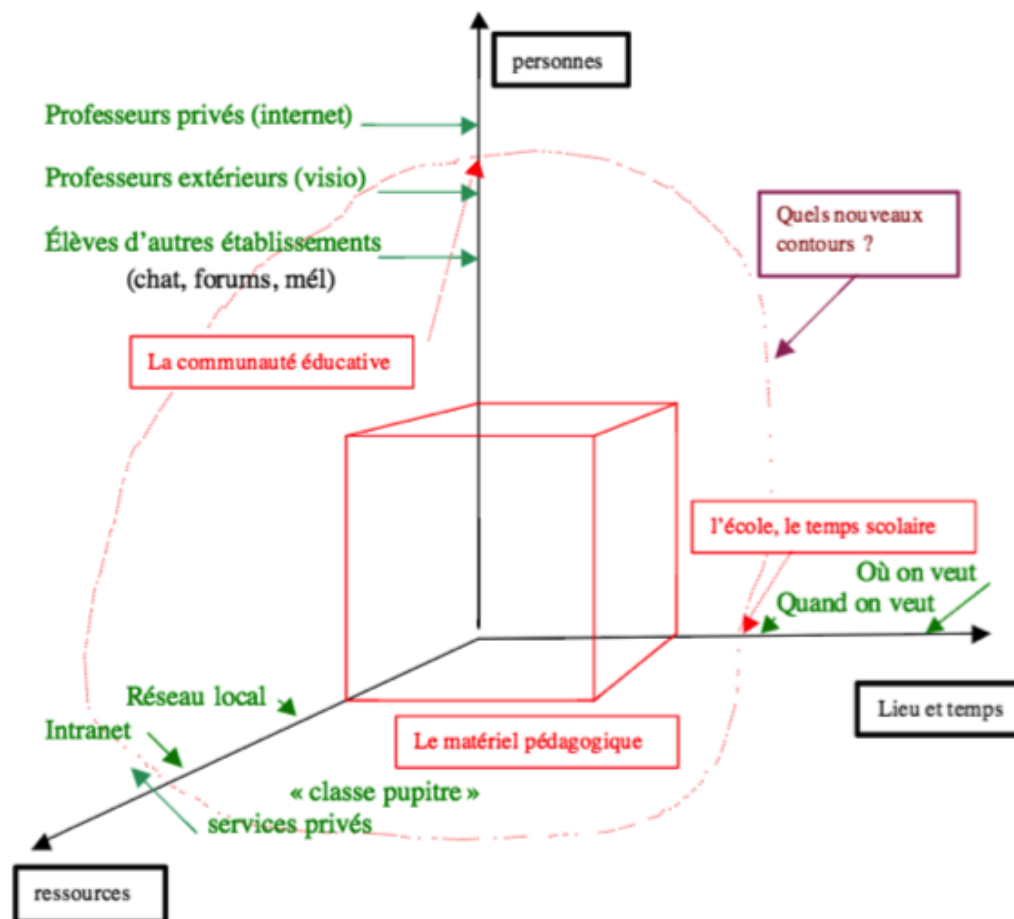 personnes
Professeurs privés (internet)
Professeurs extérieurs (visio)
Quels nouveaux
contours ?
Élèves d'autres établissements
(chat, forums, mél)
La communauté éducative
l'école, le temps scolaire
Où on veut
Quand on veut
Réseau local
Lieu et temps
Intranet
Le matériel pédagogique
« classe pupitre »
services privés
ressources